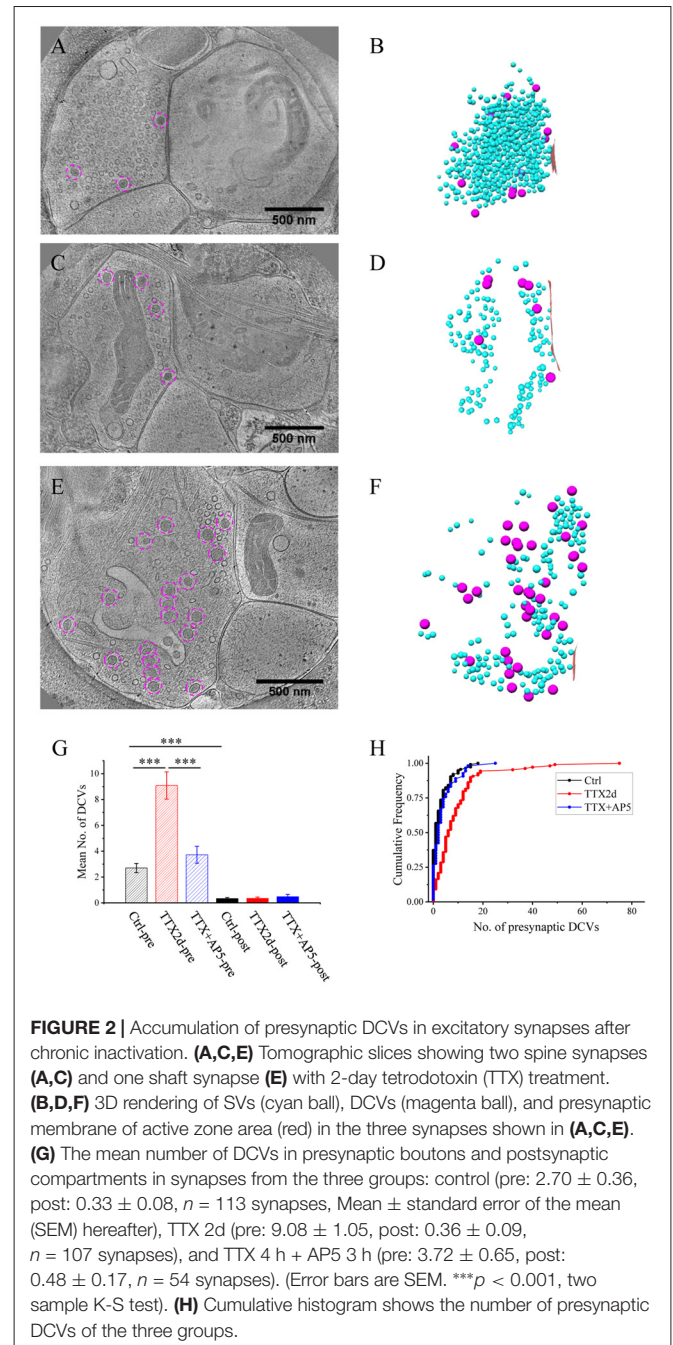 A
B
500 nm
C
D
E
F
500 nm
G
H
***
*** ***
Mean No. of DCVs
10
8
6
4
2
0
Ctrl-pre
TTX2d-pre
TTX+AP5-pre
Ctrl-post
TTX2d-post
TTX+AP5-post
Cumulative Frequency
1.00
0.75
0.50
0.25
0.00
Ctrl
TTX2d
TTX+AP5
0 20 40 60 80
No. of presynaptic DCVs
FIGURE 2 | Accumulation of presynaptic DCVs in excitatory synapses after
chronic inactivation. (A,C,E) Tomographic slices showing two spine synapses
(A,C) and one shaft synapse (E) with 2-day tetrodotoxin (TTX) treatment.
(B,D,F) 3D rendering of SVs (cyan ball), DCVs (magenta ball), and presynaptic
membrane of active zone area (red) in the three synapses shown in (A,C,E).
(G) The mean number of DCVs in presynaptic boutons and postsynaptic
compartments in synapses from the three groups: control (pre: 2.70 ± 0.36,
post: 0.33 ± 0.08, n = 113 synapses, Mean ± standard error of the mean
(SEM) hereafter), TTX 2d (pre: 9.08 ± 1.05, post: 0.36 ± 0.09,
n = 107 synapses), and TTX 4 h + AP5 3 h (pre: 3.72 ± 0.65, post:
0.48 ± 0.17, n = 54 synapses). (Error bars are SEM. ***p < 0.001, two
sample K-S test). (H) Cumulative histogram shows the number of presynaptic
DCVs of the three groups.